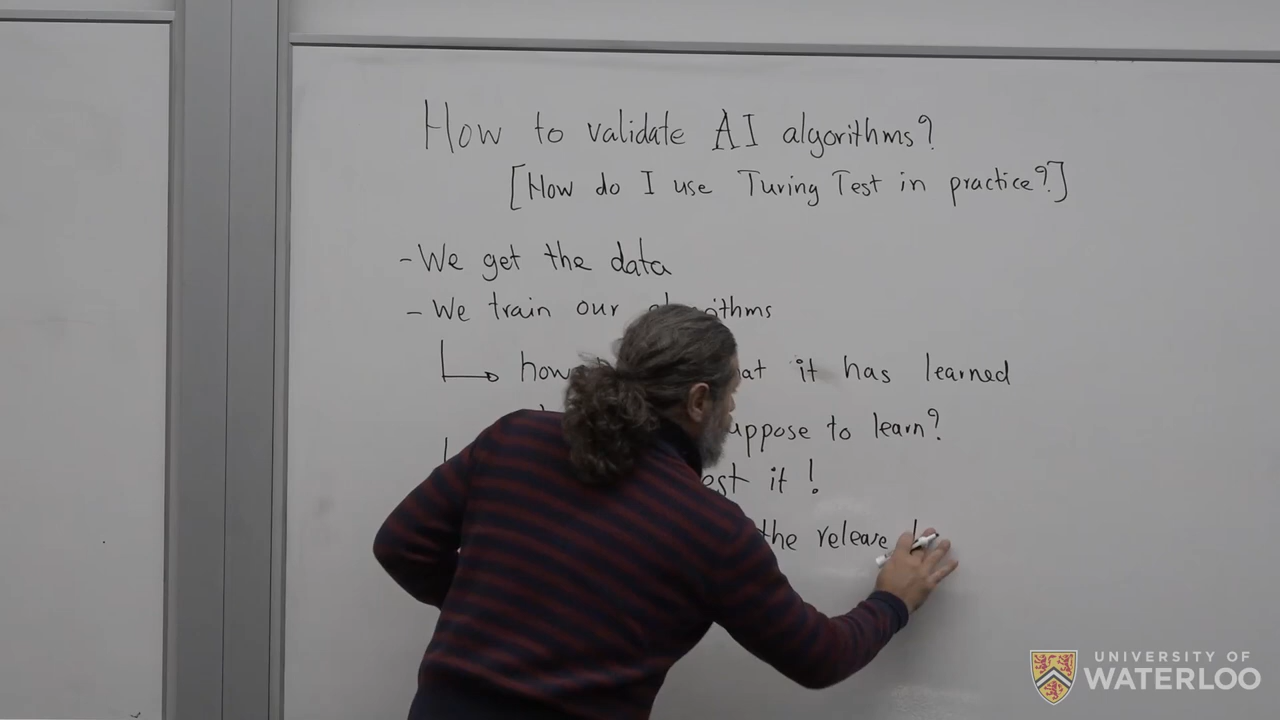 How to validate AI algorithms?
[How do I use Turing Test in practice?]
- We get the data
- We train our algorithms
how at it has learned
uppose to learn?
est it !
the release
UNIVERSITY OF
WATERLOO